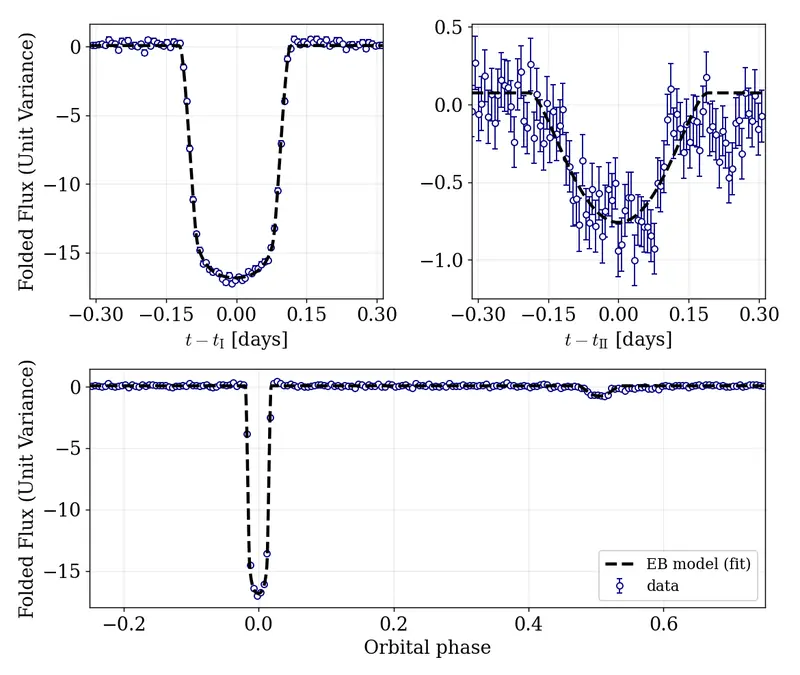 Folded Flux (Unit Variance)
0
−5
−10
−15
−0.30 −0.15 0.00 0.15 0.30
t − tI [days]
0.5
0.0
−0.5
−1.0
−0.30 −0.15 0.00 0.15 0.30
t − tII [days]
Folded Flux (Unit Variance)
0
−5
−10
−15
−0.2 0.0 0.2 0.4 0.6
Orbital phase
EB model (fit)
data